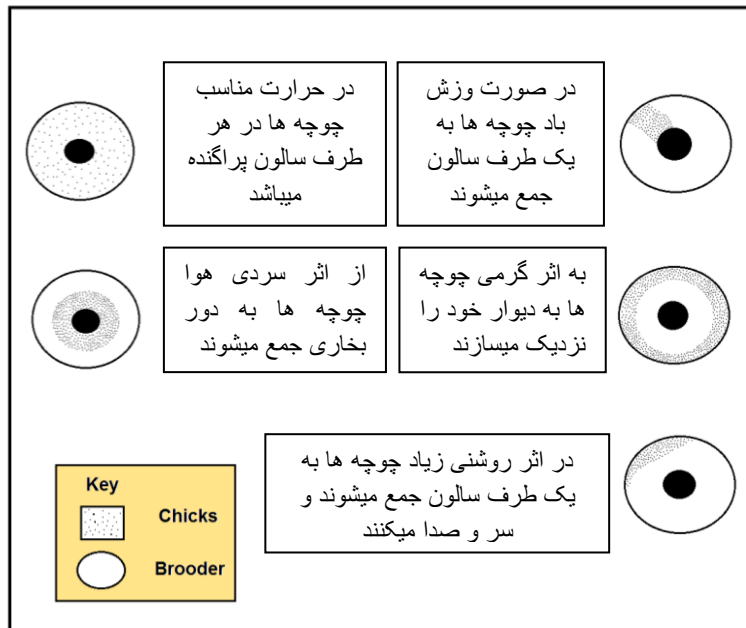 در صورت وزش
باد چوچه ها به
یک طرف سالون
جمع میشوند
در حرارت مناسب
چوچه ها در هر
طرف سالون پراگنده
میباشد
به اثر گرمی چوچه
ها به دیوار خود را
نزدیک میسازند
از اثر سردی هوا
چوچه ها به دور
بخاری جمع میشوند
در اثر روشنی زیاد چوچه ها به
یک طرف سالون جمع میشوند و
سر و صدا میکنند
Key
Chicks
Brooder